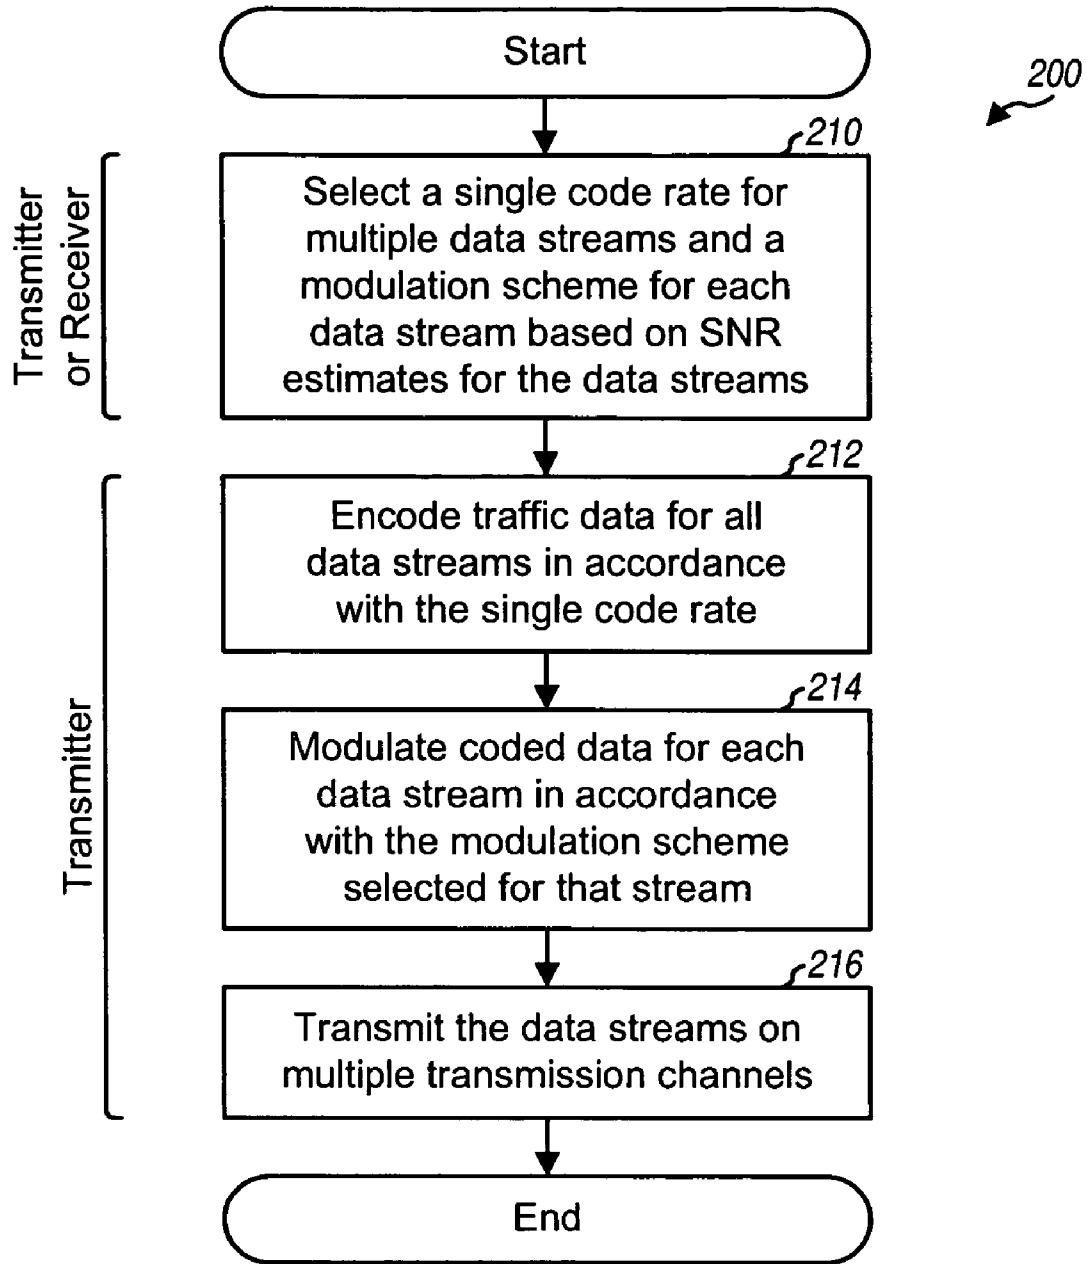 Start
200
210
Transmitter
or Receiver
Select a single code rate for
multiple data streams and a
modulation scheme for each
data stream based on SNR
estimates for the data streams
212
Transmitter
Encode traffic data for all
data streams in accordance
with the single code rate
214
Modulate coded data for each
data stream in accordance
with the modulation scheme
selected for that stream
216
Transmit the data streams on
multiple transmission channels
End